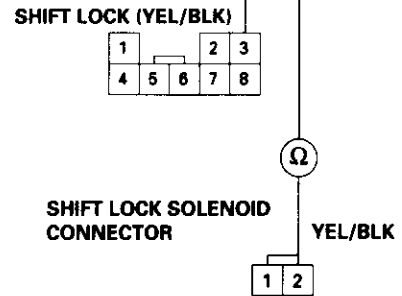 SHIFT LOCK (YEL/BLK)
1 2 3
4 5 6 7 8
Ω
SHIFT LOCK SOLENOID
CONNECTOR
YEL/BLK
1 2